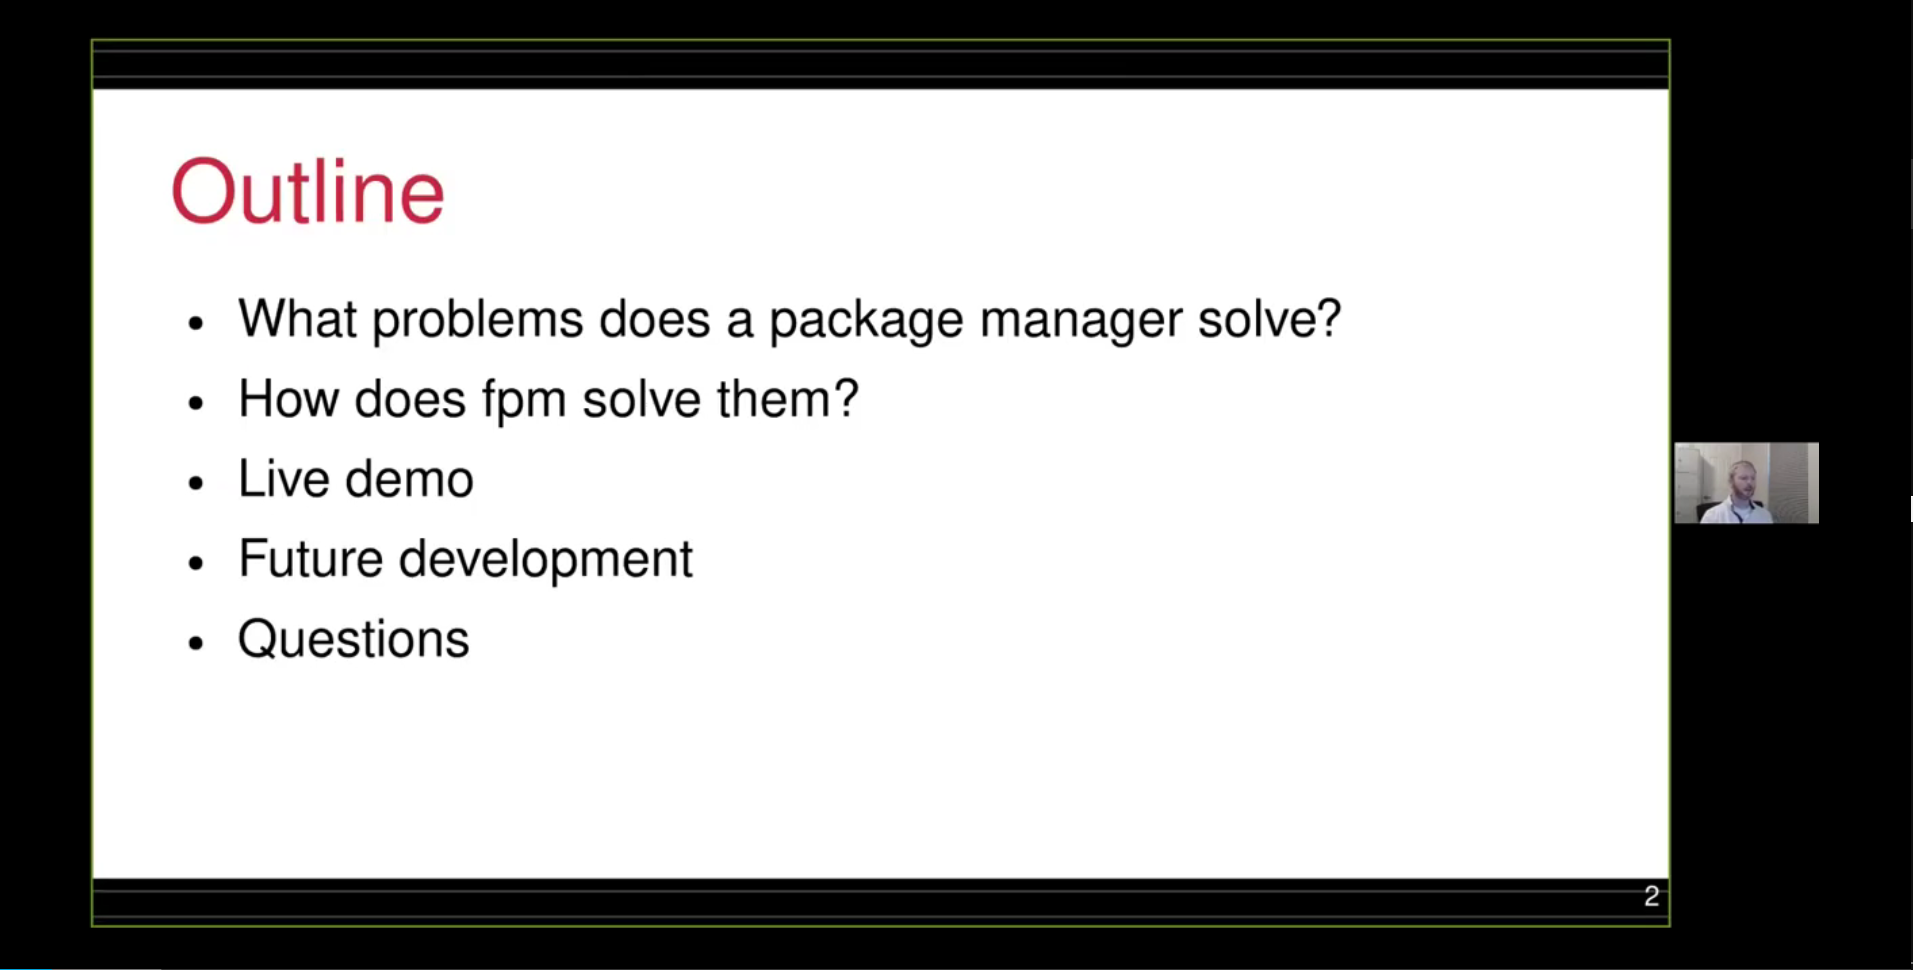 Outline
• What problems does a package manager solve?
• How does fpm solve them?
• Live demo
• Future development
• Questions
2